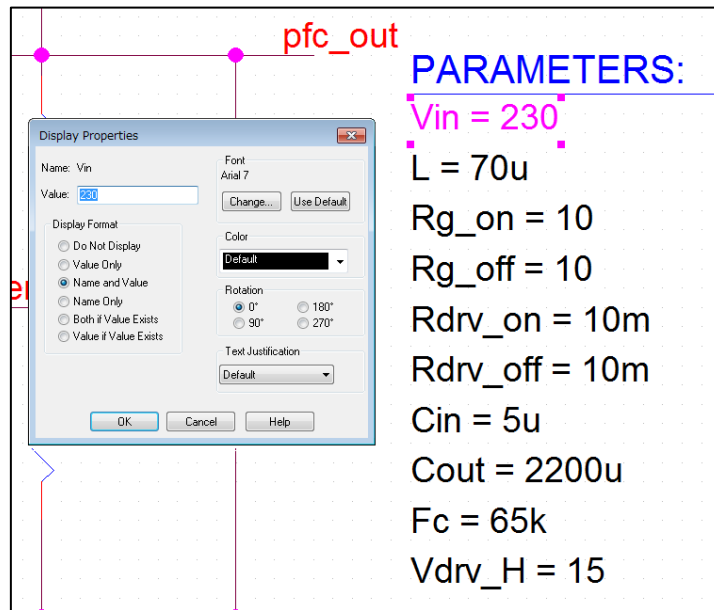 pfc_out
PARAMETERS:
Vin = 230
L = 70u
Rg_on = 10
Rg_off = 10
Rdrv_on = 10m
Rdrv_off = 10m
Cin = 5u
Cout = 2200u
Fc = 65k
Vdrv_H = 15
Display Properties
Name: Vin
Value: 230
Display Format
Do Not Display
Value Only
Name and Value
Name Only
Both if Value Exists
Value if Value Exists
Font
Arial 7
Change... Use Default
Color
Default
Rotation
0° 180°
90° 270°
Text Justification
Default
OK Cancel Help